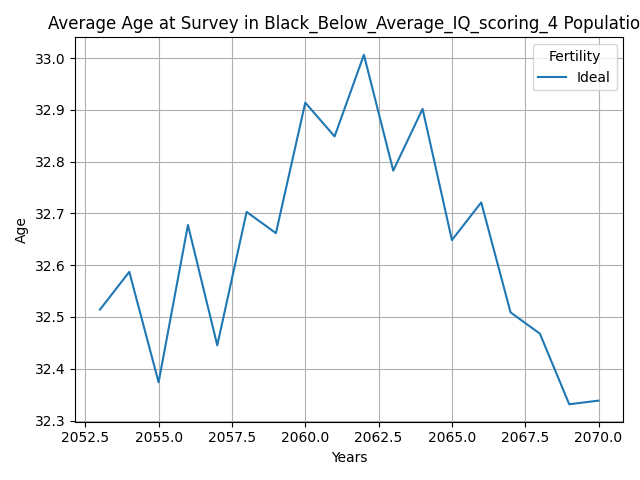 Average Age at Survey in Black_Below_Average_IQ_scoring_4 Populatio
Fertility
Ideal
33.0
32.9
32.8
32.7
32.6
32.5
32.4
32.3
Age
2052.5 2055.0 2057.5 2060.0 2062.5 2065.0 2067.5 2070.0
Years